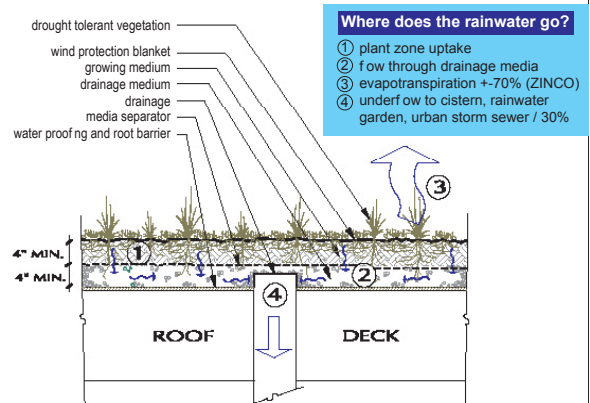 drought tolerant vegetation
wind protection blanket
growing medium
drainage medium
drainage
media separator
water proof ng and root barrier
Where does the rainwater go?
1 plant zone uptake
2 f ow through drainage media
3 evapotranspiration +-70% (ZINCO)
4 underf ow to cistern, rainwater
garden, urban storm sewer / 30%
3
4" MIN.
1
4" MIN.
2
4
ROOF
DECK